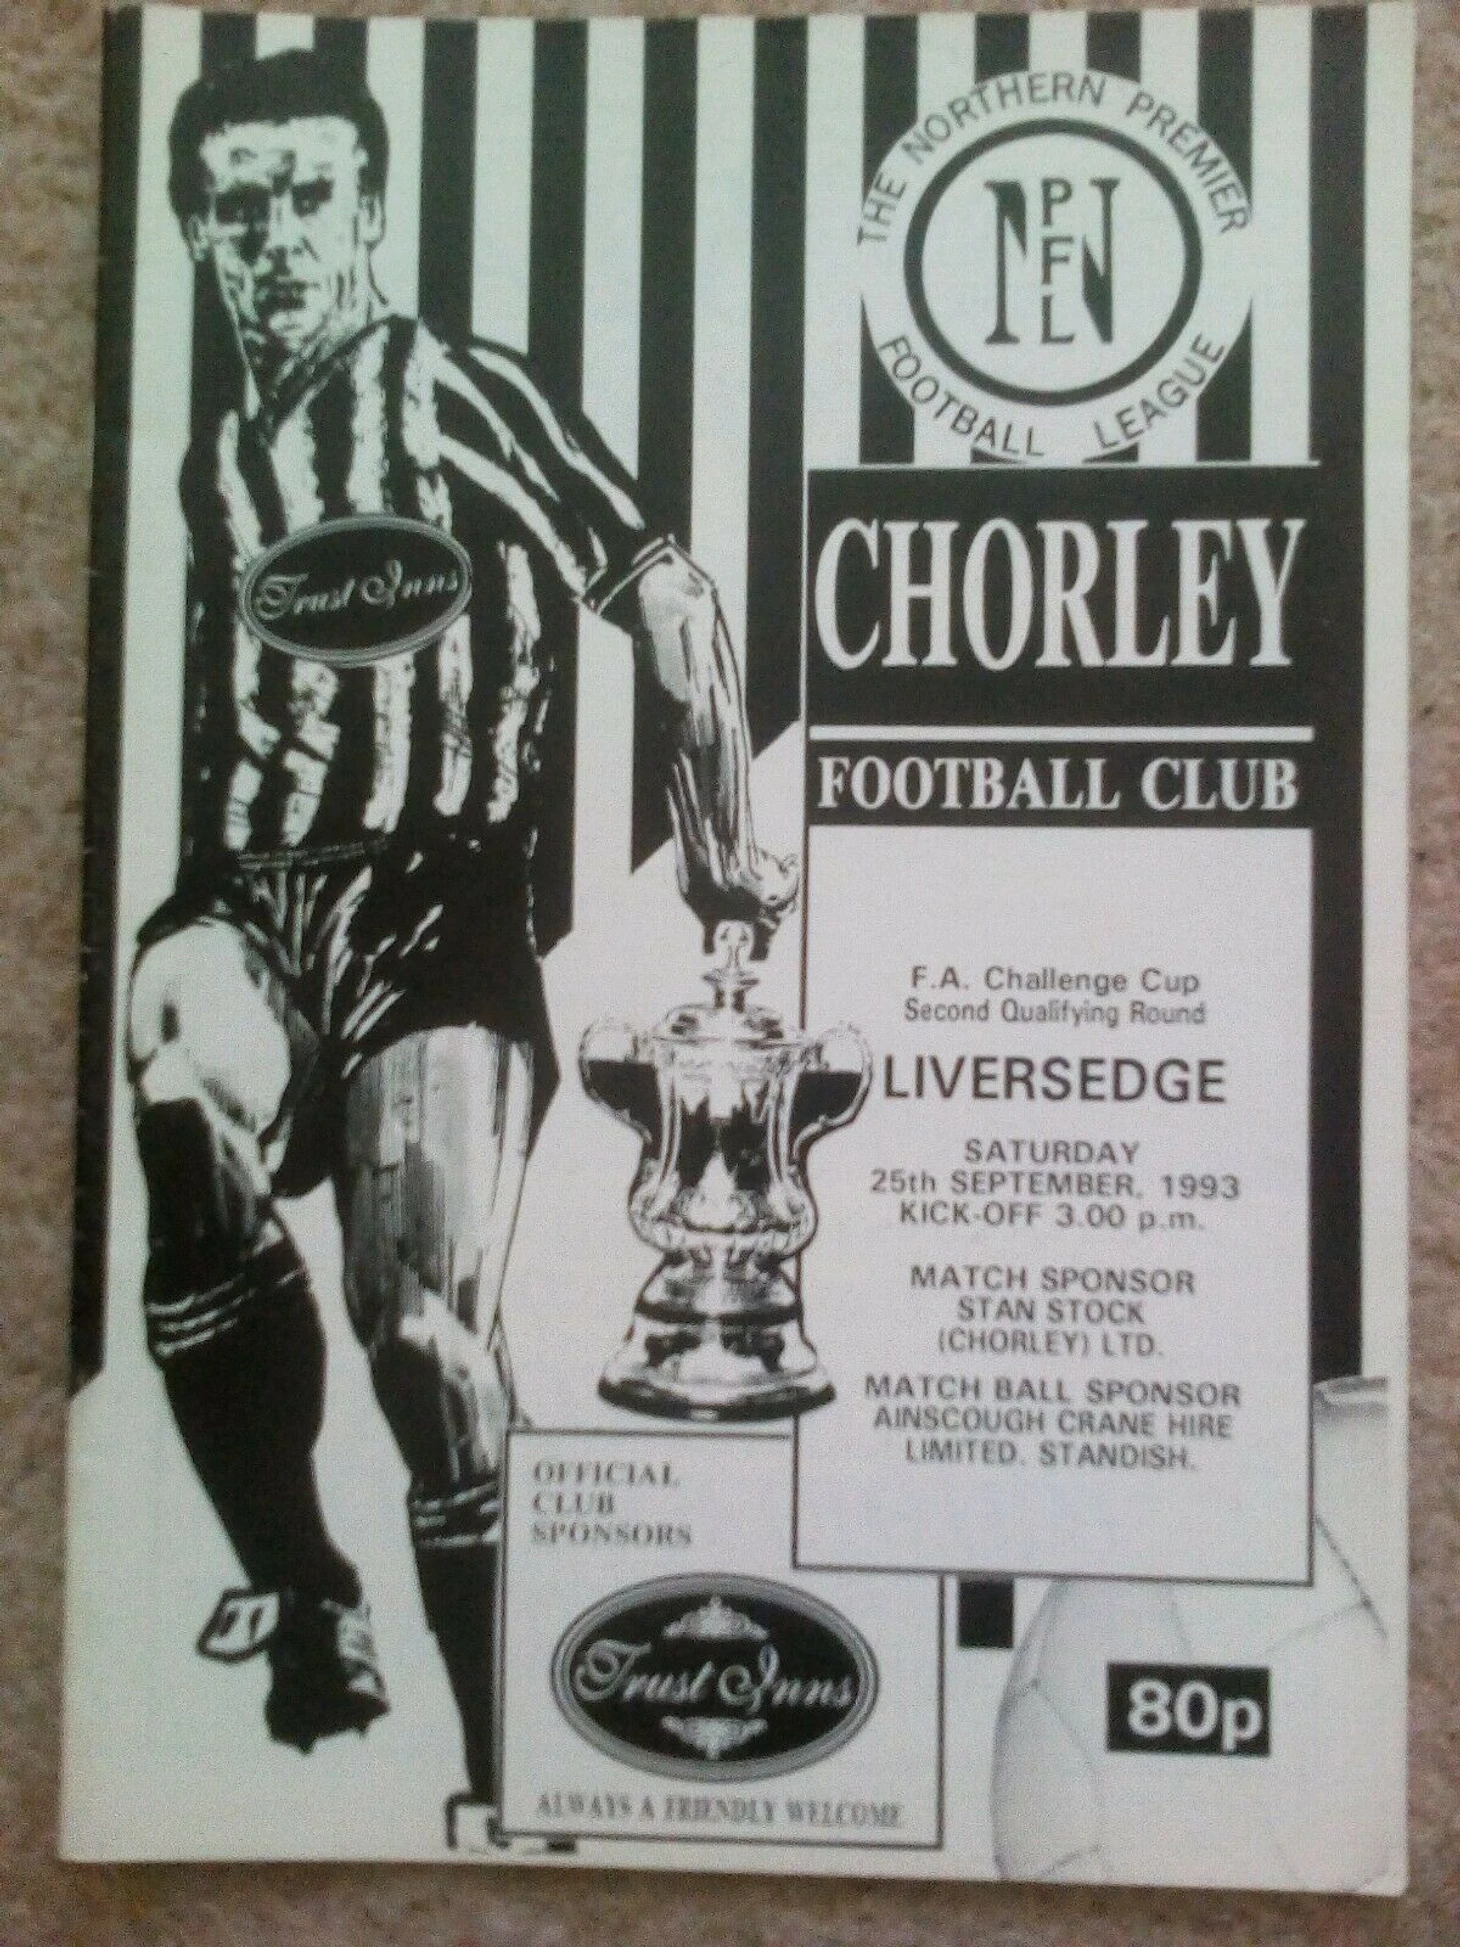 THE NORTHERN PREMIER
FOOTBALL LEAGUE
N PFL N
CHORLEY
FOOTBALL CLUB
Trust Inns
F.A. Challenge Cup
Second Qualifying Round
LIVERSEDGE
SATURDAY
25th SEPTEMBER, 1993
KICK-OFF 3.00 p.m.
MATCH SPONSOR
STAN STOCK
(CHORLEY) LTD.
MATCH BALL SPONSOR
AINSCOUGH CRANE HIRE
LIMITED, STANDISH.
OFFICIAL
CLUB
SPONSORS
Trust Inns
ALWAYS A FRIENDLY WELCOME
80p